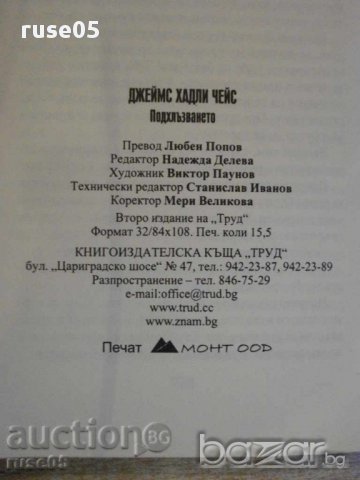 ruse05
ДЖЕЙМС ХАДЛИ ЧЕЙС
Подхлъзването
Превод Любен Попов
Редактор Надежда Делева
Художник Виктор Паунов
Технически редактор Станислав Иванов
Коректор Мери Великова
Второ издание на „Труд“
Формат 32/84x108. Печ. коли 15,5
КНИГОИЗДАТЕЛСКА КЪЩА „ТРУД“
бул. „Цариградско шосе“ № 47, тел.: 942-23-87, 942-23-89
Разпространение – тел. 846-75-29
e-mail:office@trud.bg
www.trud.cc
www.znam.bg
Печат МОНТ ООД
auction BG
bazar.bg
ruse05